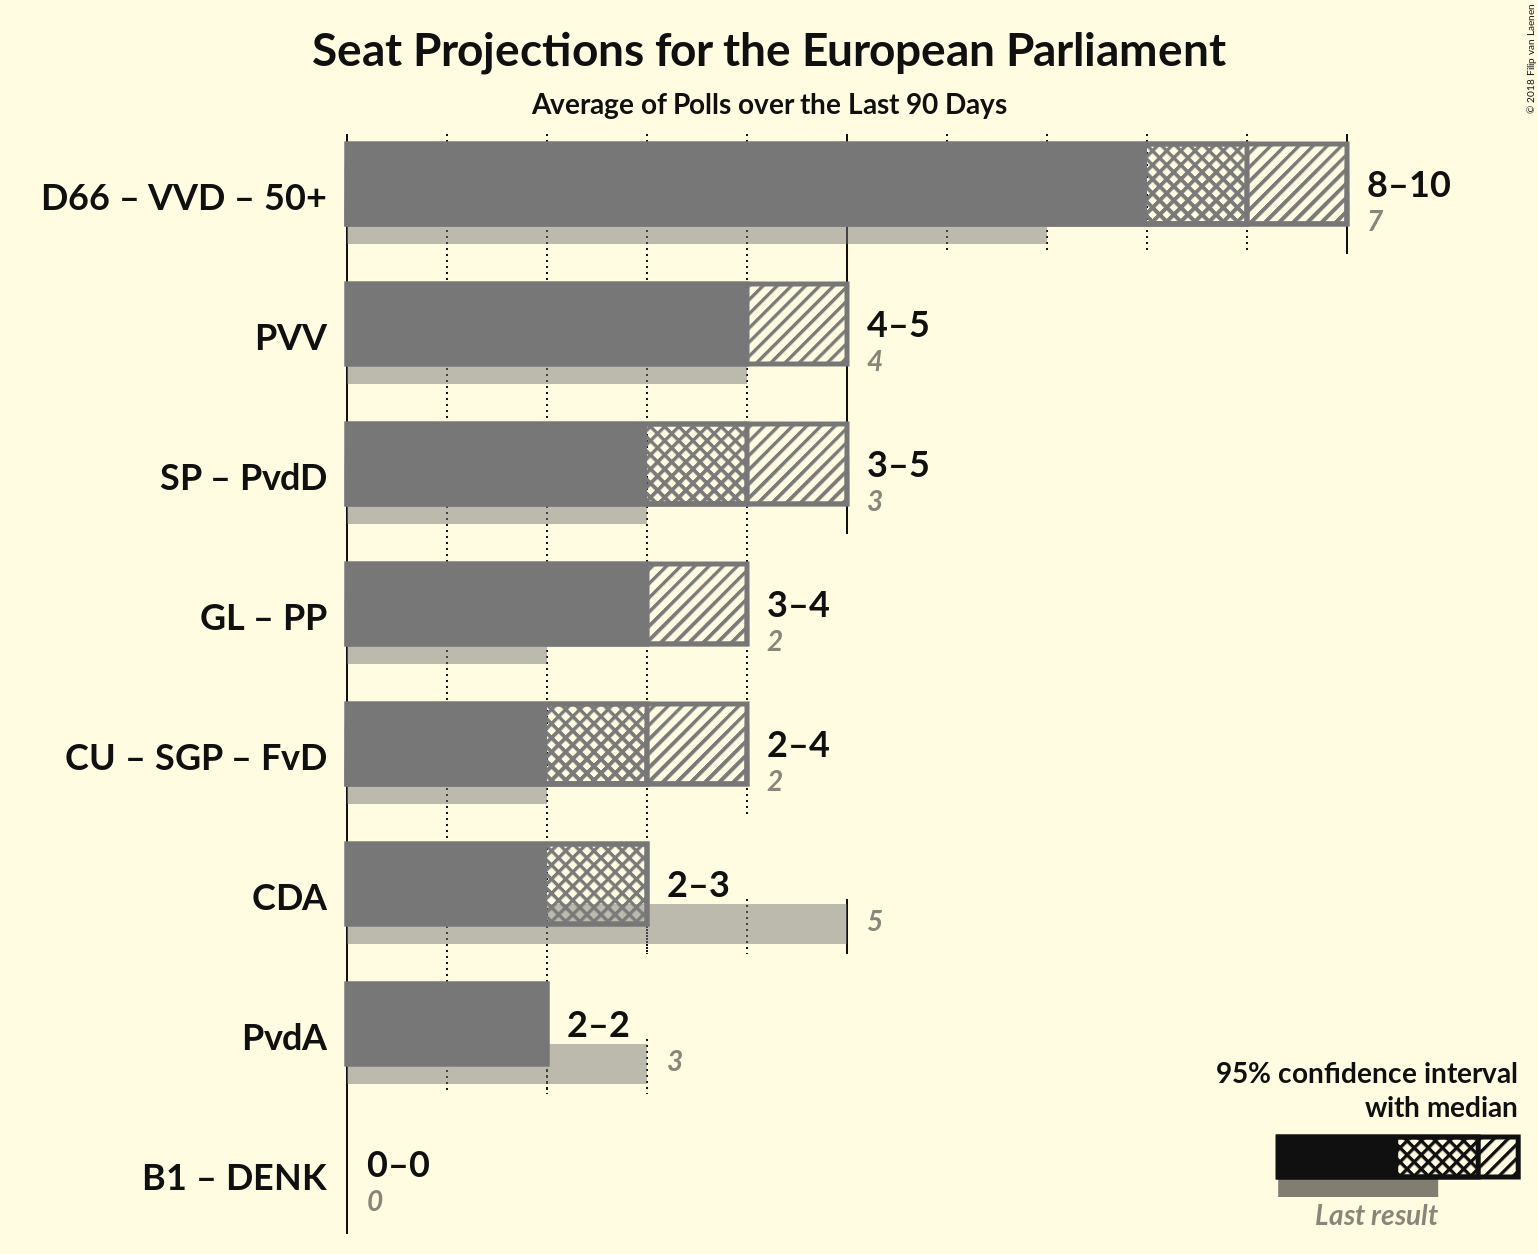 Seat Projections for the European Parliament
Average of Polls over the Last 90 Days
© 2018 Filip van Laenen
D66 – VVD – 50+
8–10
7
PVV
4–5
4
SP – PvdD
3–5
3
GL – PP
3–4
2
CU – SGP – FvD
2–4
2
CDA
2–3
5
PvdA
2–2
3
B1 – DENK
0–0
0
95% confidence interval
with median
Last result